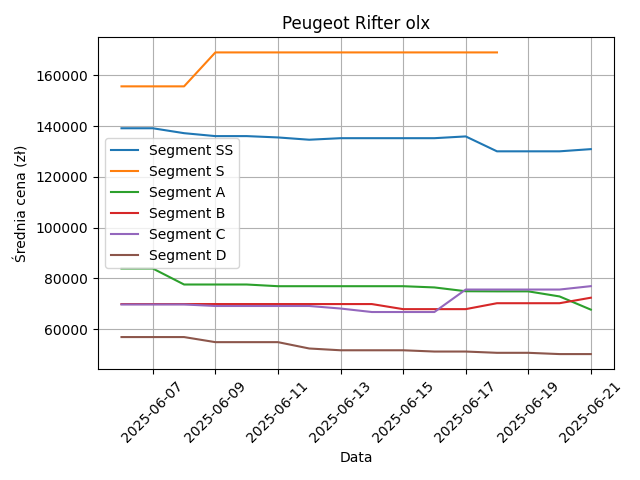 Peugeot Rifter olx
Średnia cena (zł)
160000
140000
120000
100000
80000
60000
Segment SS
Segment S
Segment A
Segment B
Segment C
Segment D
2025-06-07
2025-06-09
2025-06-11
2025-06-13
2025-06-15
2025-06-17
2025-06-19
2025-06-21
Data